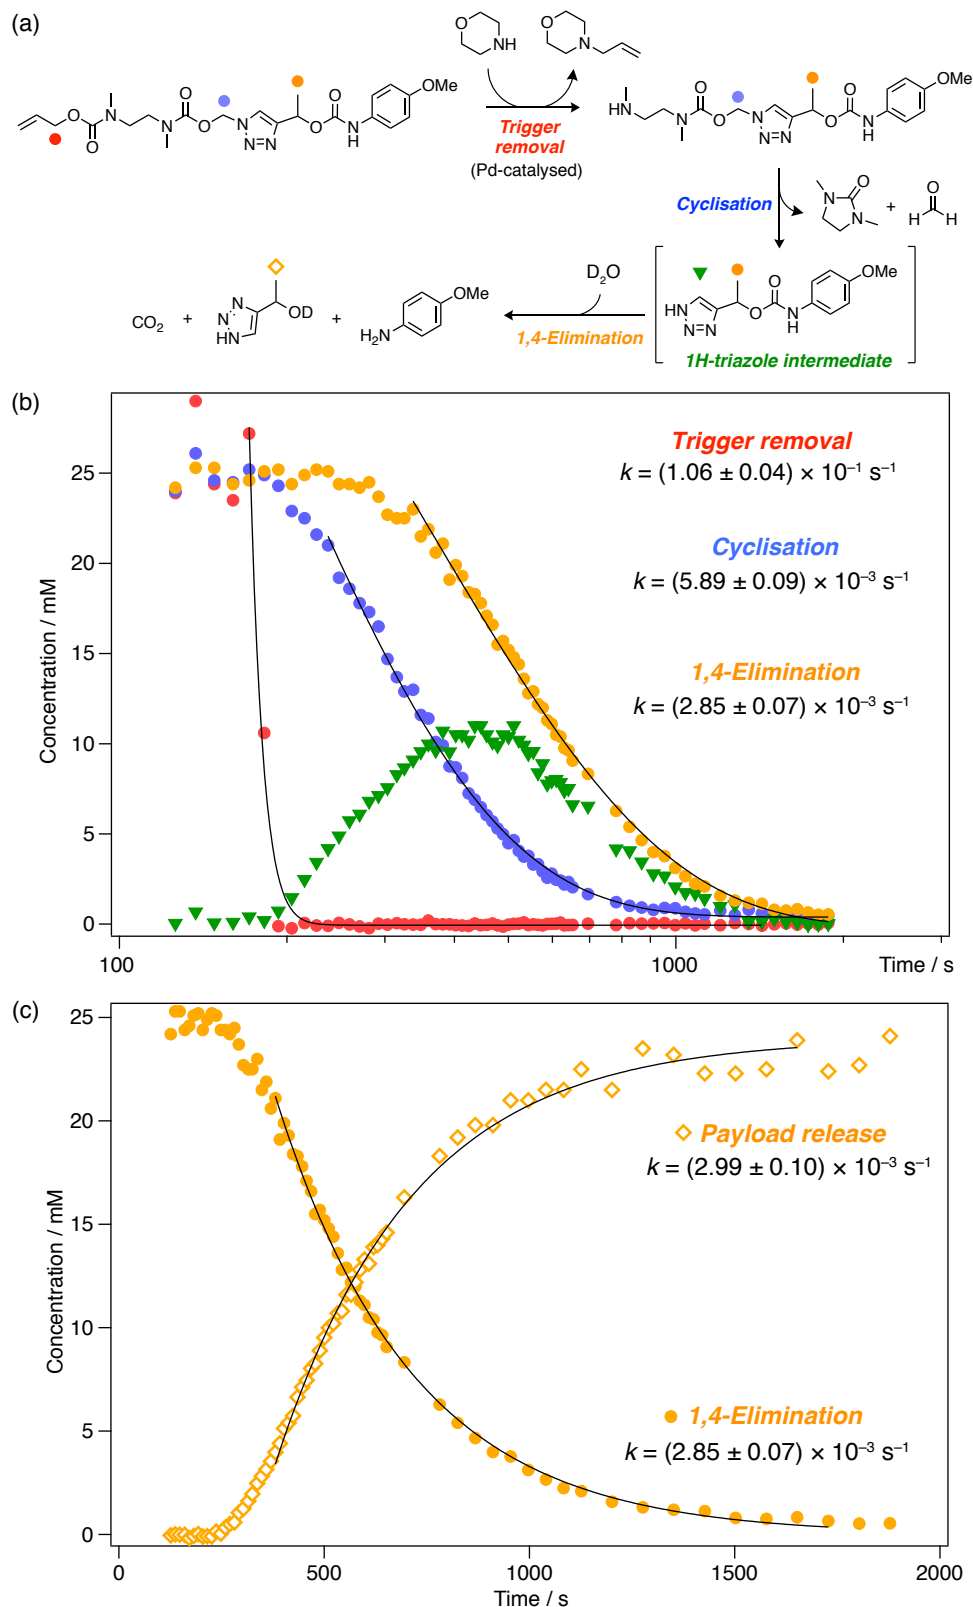 (a)
O
NH
O
N
O
O
N
N
O
O
N
N=N
O
O
N
H
OMe
Trigger
removal
(Pd-catalysed)
HN
N
O
O
N
N=N
O
O
N
H
OMe
Cyclisation
N
O
N
+
O
H
H
CO2
+
N
N
HN
OD
+
H2N
OMe
D2O
1,4-Elimination
HN
N=N
O
O
N
H
OMe
1H-triazole intermediate
(b)
Trigger removal
k = (1.06 ± 0.04) × 10–1 s–1
Cyclisation
k = (5.89 ± 0.09) × 10–3 s–1
1,4-Elimination
k = (2.85 ± 0.07) × 10–3 s–1
Concentration / mM
25
20
15
10
5
0
100
1000
Time / s
(c)
25
20
15
10
5
0
Concentration / mM
Payload release
k = (2.99 ± 0.10) × 10–3 s–1
1,4-Elimination
k = (2.85 ± 0.07) × 10–3 s–1
0
500
1000
1500
2000
Time / s